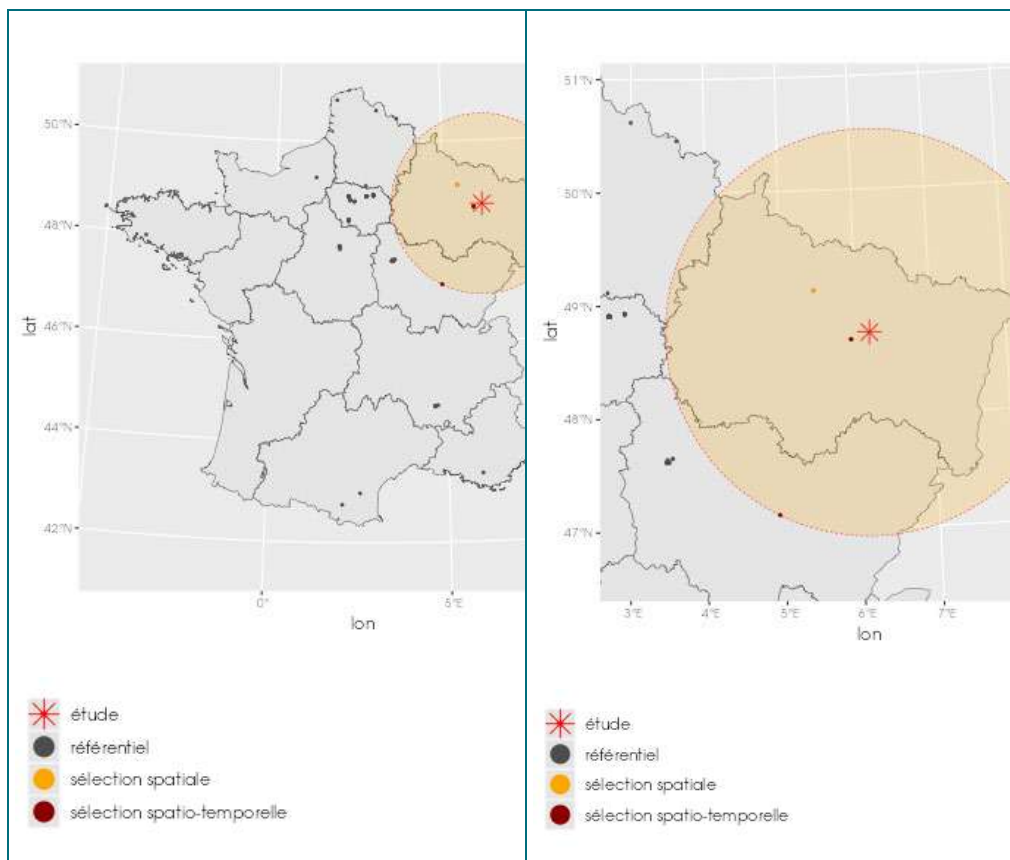 50°N
48°N
46°N
44°N
42°N
lat
0°
5°E
lon
étude
référentiel
sélection spatiale
sélection spatio-temporelle
51°N
50°N
49°N
48°N
47°N
lat
3°E
4°E
5°E
6°E
7°E
lon
étude
référentiel
sélection spatiale
sélection spatio-temporelle